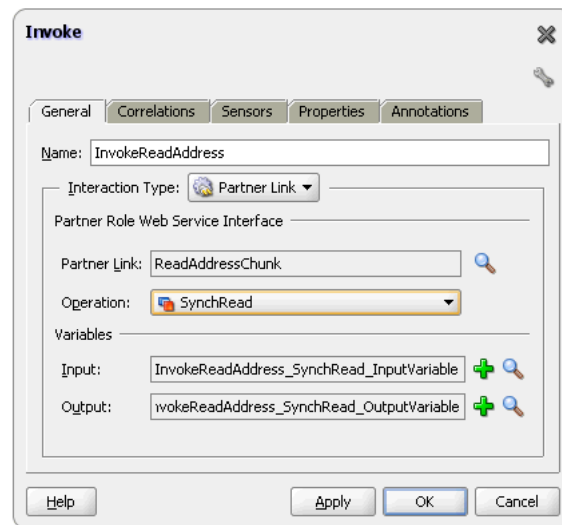 Invoke
General Correlations Sensors Properties Annotations
Name: InvokeReadAddress
Interaction Type: Partner Link
Partner Role Web Service Interface
Partner Link: ReadAddressChunk
Operation: SynchRead
Variables
Input: InvokeReadAddress_SynchRead_InputVariable
Output: vokeReadAddress_SynchRead_OutputVariable
Help Apply OK Cancel